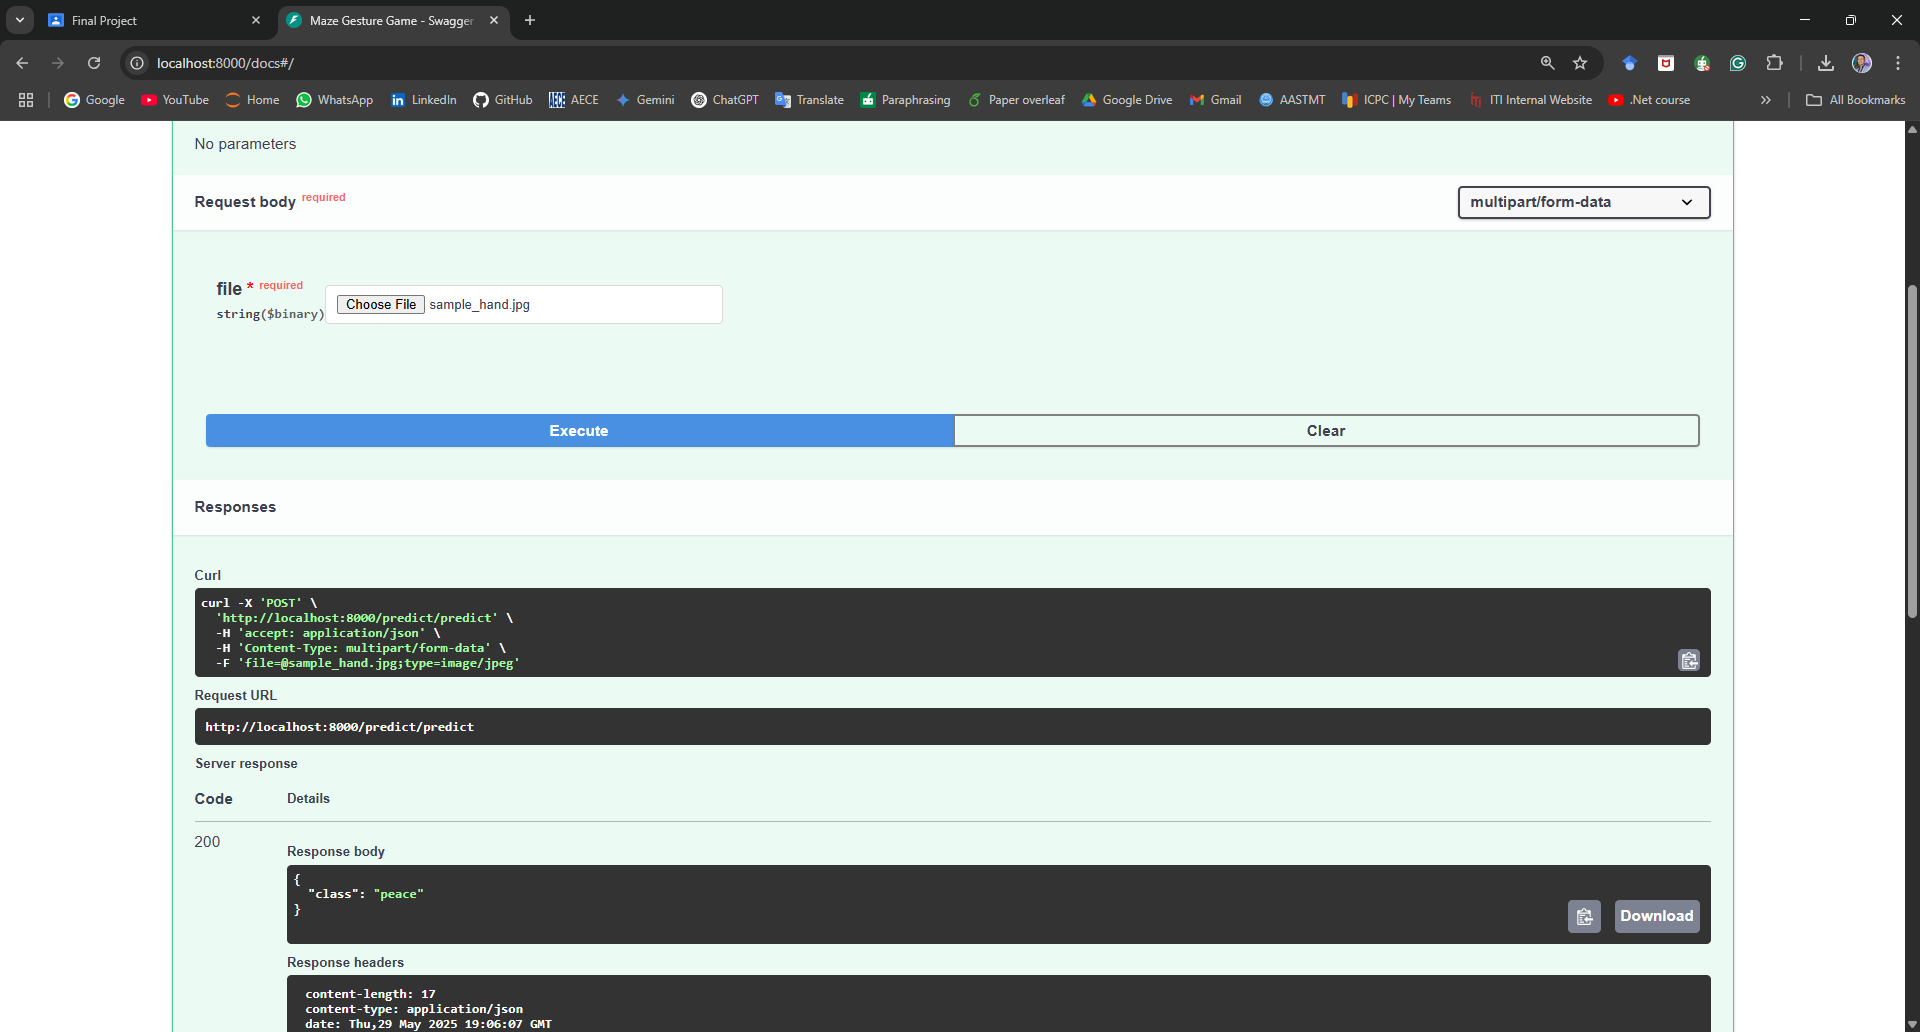 Final Project
Maze Gesture Game - Swagger
localhost:8000/docs#/
Google YouTube Home WhatsApp LinkedIn GitHub AECE Gemini ChatGPT Translate Paraphrasing Paper overleaf Google Drive Gmail AASTMT ICPC | My Teams ITI Internal Website .Net course » All Bookmarks
No parameters
Request body required
multipart/form-data
file * required
string($binary)
Choose File sample_hand.jpg
Execute
Clear
Responses
Curl
curl -X 'POST' \
'http://localhost:8000/predict/predict' \
-H 'accept: application/json' \
-H 'Content-Type: multipart/form-data' \
-F 'file=@sample_hand.jpg;type=image/jpeg'
Request URL
http://localhost:8000/predict/predict
Server response
Code Details
200
Response body
{
"class": "peace"
}
Download
Response headers
content-length: 17
content-type: application/json
date: Thu,29 May 2025 19:06:07 GMT